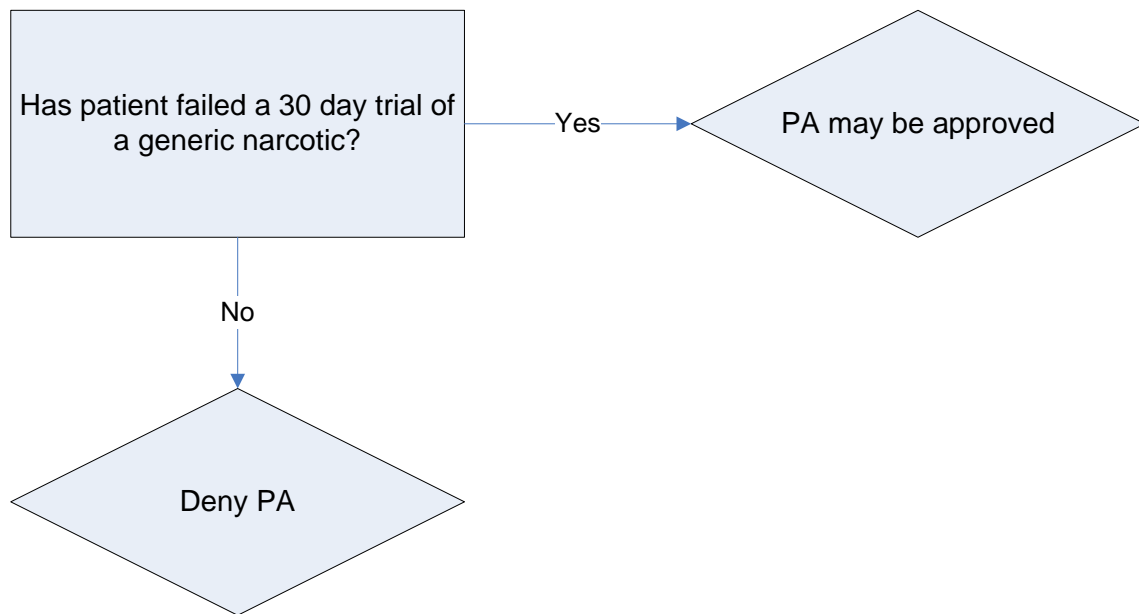 Has patient failed a 30 day trial of
a generic narcotic?
Yes
PA may be approved
No
Deny PA